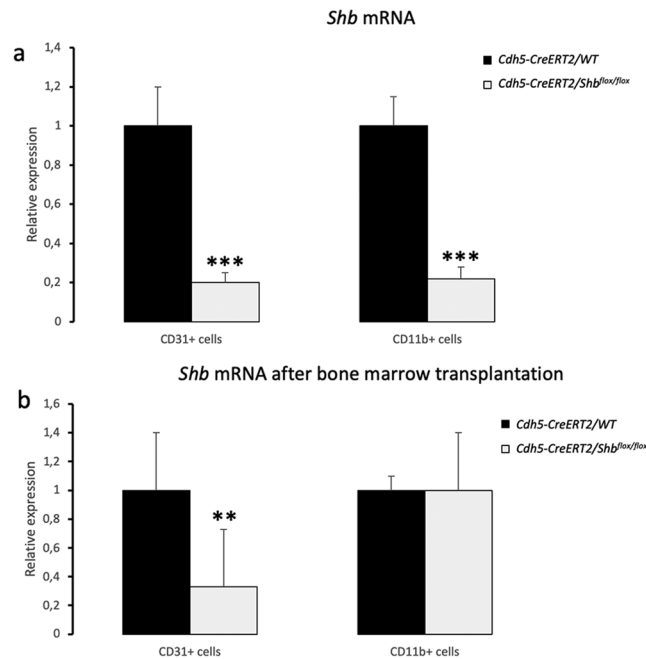 Shb mRNA
a
1,4
1,2
1
0,8
0,6
0,4
0,2
0
Relative expression
Cdh5-CreERT2/WT
Cdh5-CreERT2/Shbflox/flox
***
***
CD31+ cells
CD11b+ cells
Shb mRNA after bone marrow transplantation
b
1,6
1,4
1,2
1
0,8
0,6
0,4
0,2
0
Relative expression
Cdh5-CreERT2/WT
Cdh5-CreERT2/Shbflox/flox
**
CD31+ cells
CD11b+ cells